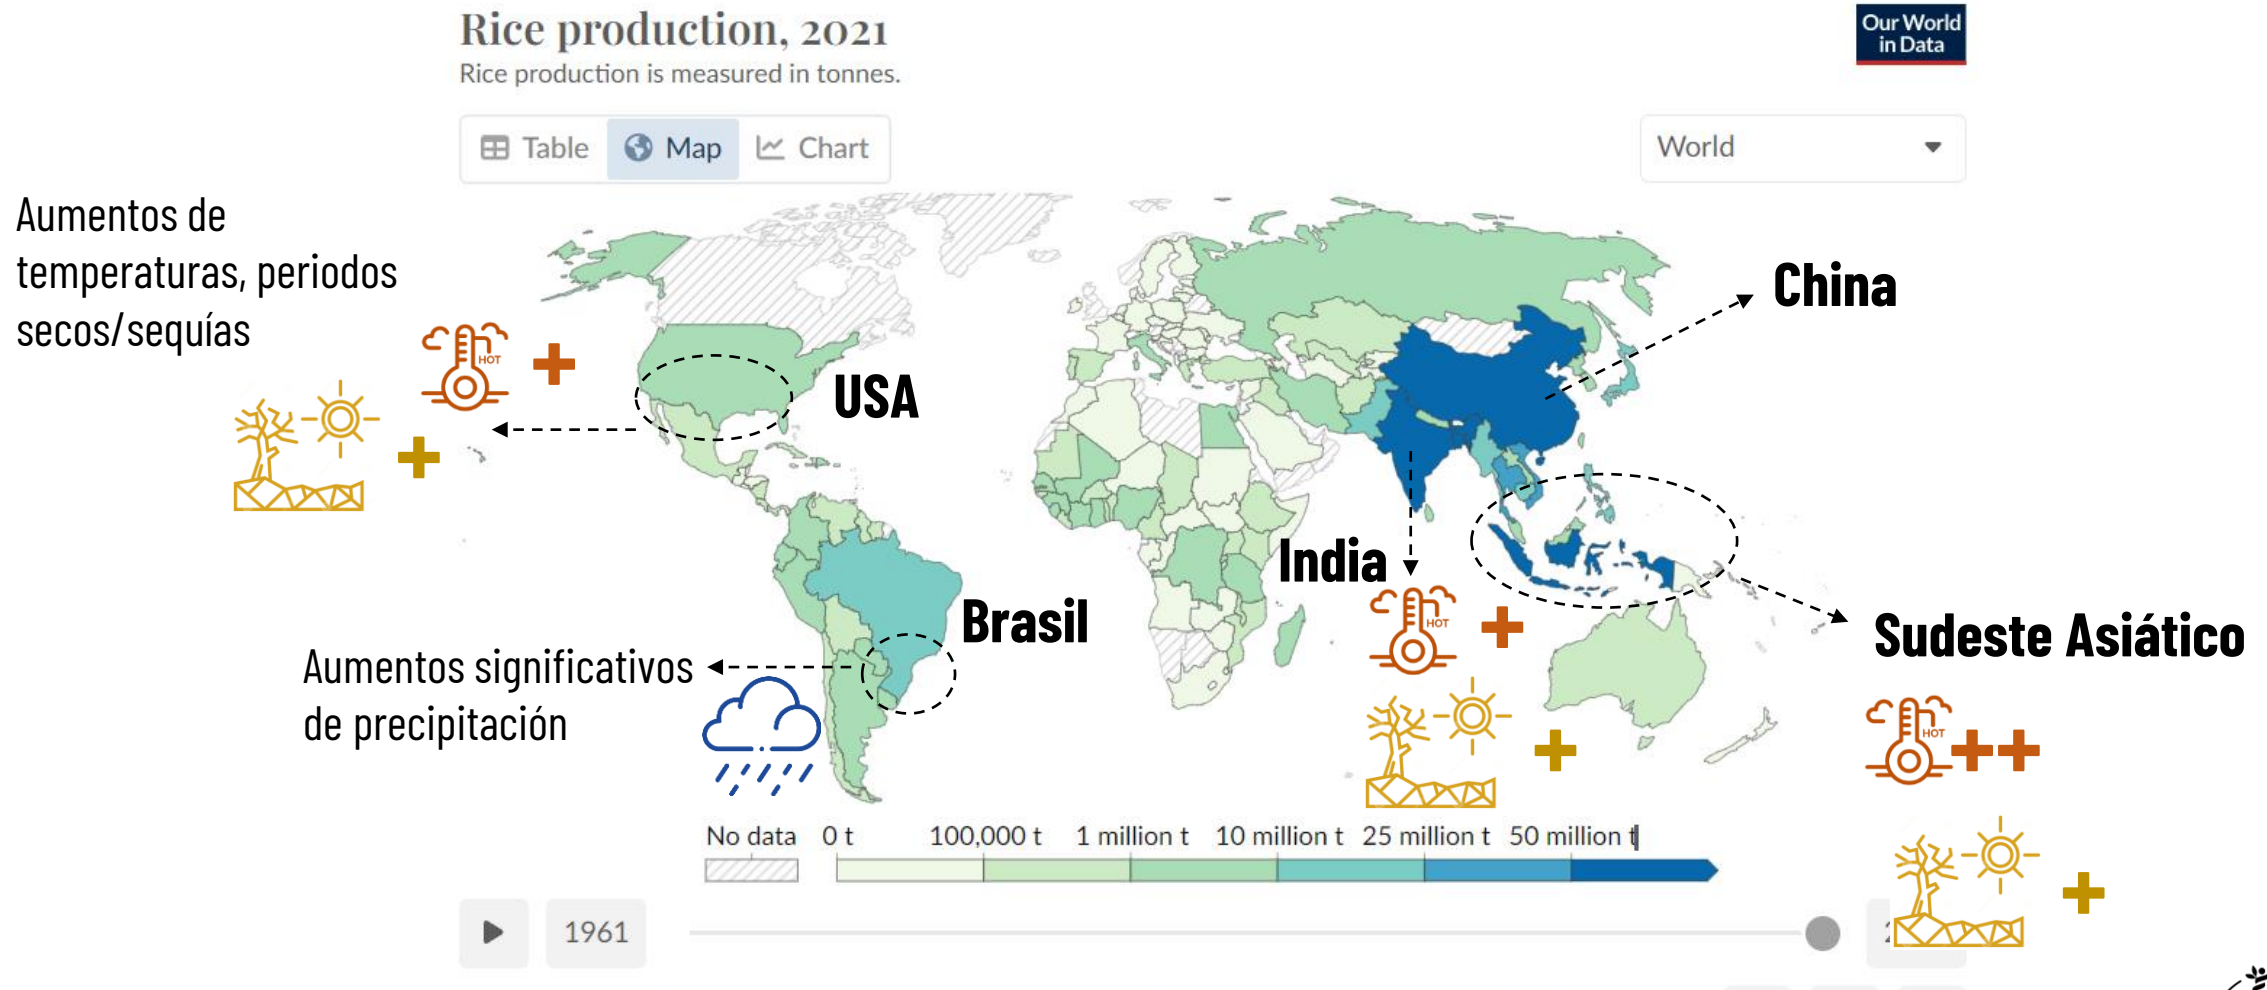 Rice production, 2021
Rice production is measured in tonnes.
Our World
in Data
Table
Map
Chart
World
Aumentos de
temperaturas, periodos
secos/sequías
HOT
USA
China
India
HOT
Brasil
Sudeste Asiático
HOT
Aumentos significativos
de precipitación
No data
0 t
100,000 t
1 million t
10 million t
25 million t
50 million t
1961